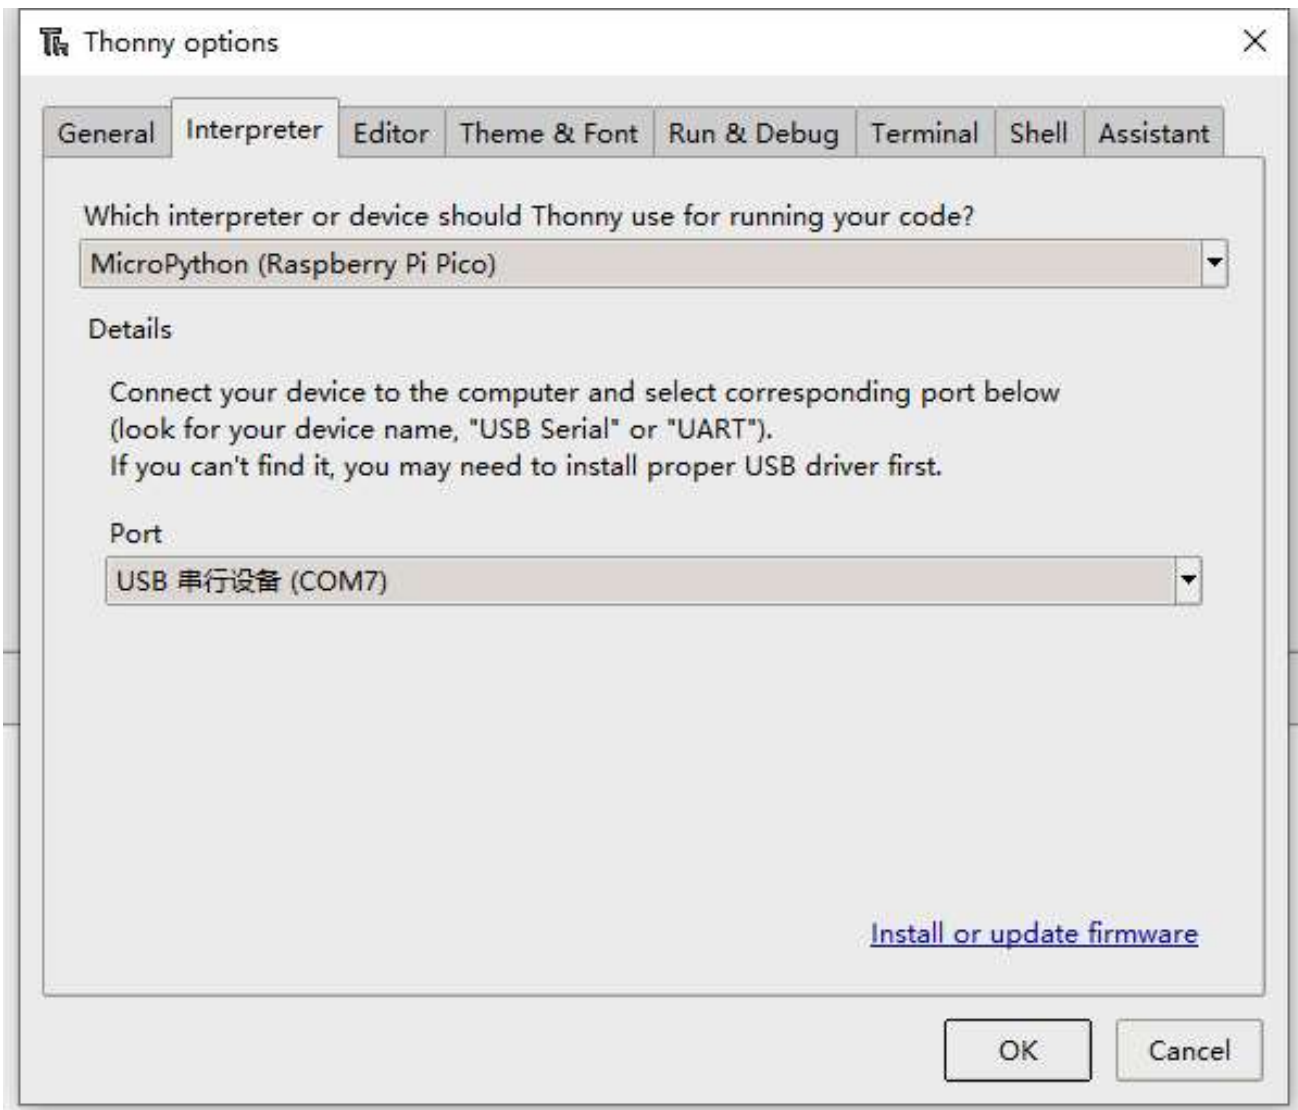 Thonny options
General Interpreter Editor Theme & Font Run & Debug Terminal Shell Assistant
Which interpreter or device should Thonny use for running your code?
MicroPython (Raspberry Pi Pico)
Details
Connect your device to the computer and select corresponding port below
(look for your device name, "USB Serial" or "UART").
If you can't find it, you may need to install proper USB driver first.
Port
USB 串行设备 (COM7)
Install or update firmware
OK Cancel